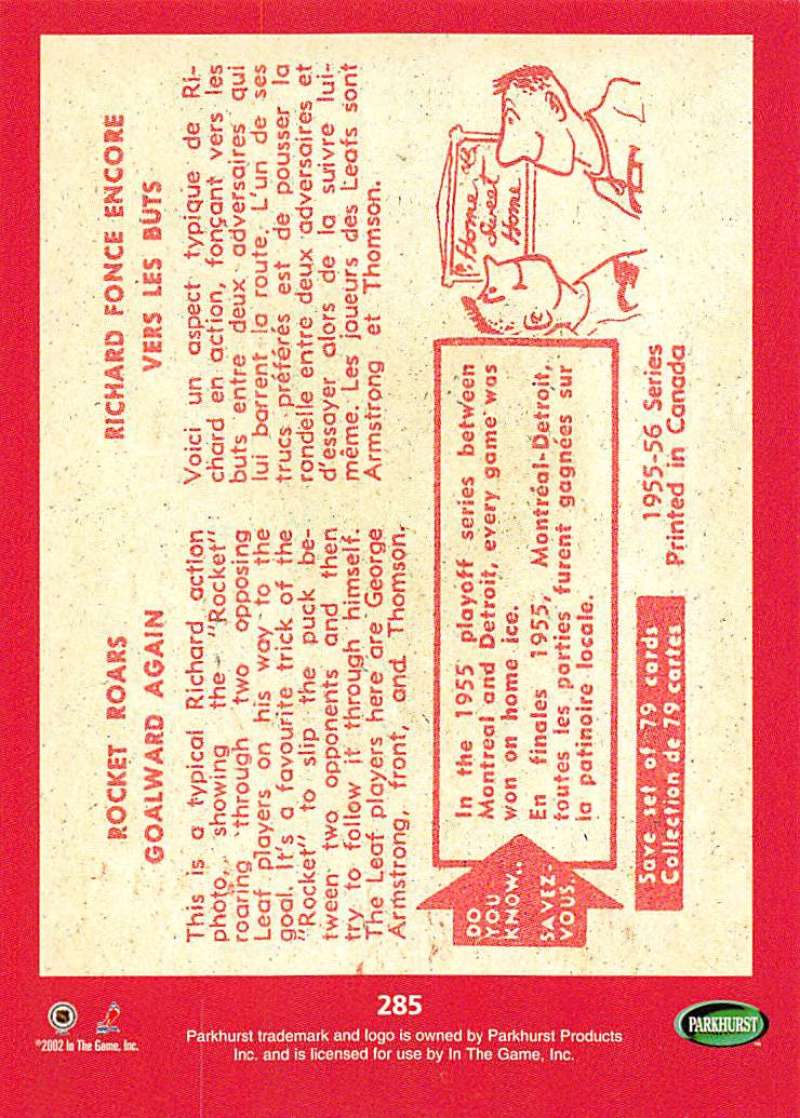 ROCKET ROARS
GOALWARD AGAIN
This is a typical Richard action
photo, showing the "Rocket"
roaring through two opposing
Leaf players on his way to the
goal. It's a favourite trick of the
"Rocket" to slip the puck be-
tween two opponents and then
try to follow it through himself.
The Leaf players here are George
Armstrong, front, and Thomson.
RICHARD FONCE ENCORE
VERS LES BUTS
Voici un aspect typique de Ri-
chard en action, fonçant vers les
buts entre deux adversaires qui
lui barrent la route. L'un de ses
trucs préférés est de pousser la
rondelle entre deux adversaires et
d'essayer alors de la suivre lui-
même. Les joueurs des Leafs sont
Armstrong et Thomson.
DO
YOU
KNOW..
SAVEZ-
VOUS.
In the 1955 playoff series between
Montreal and Detroit, every game was
won on home ice.
En finales 1955, Montréal-Detroit,
toutes les parties furent gagnées sur
la patinoire locale.
Home
Sweet
Home
Save set of 79 cards
Collection de 79 cartes
1955-56 Series
Printed in Canada
285
©2002 In The Game, Inc.
Parkhurst trademark and logo is owned by Parkhurst Products
Inc. and is licensed for use by In The Game, Inc.
PARKHURST